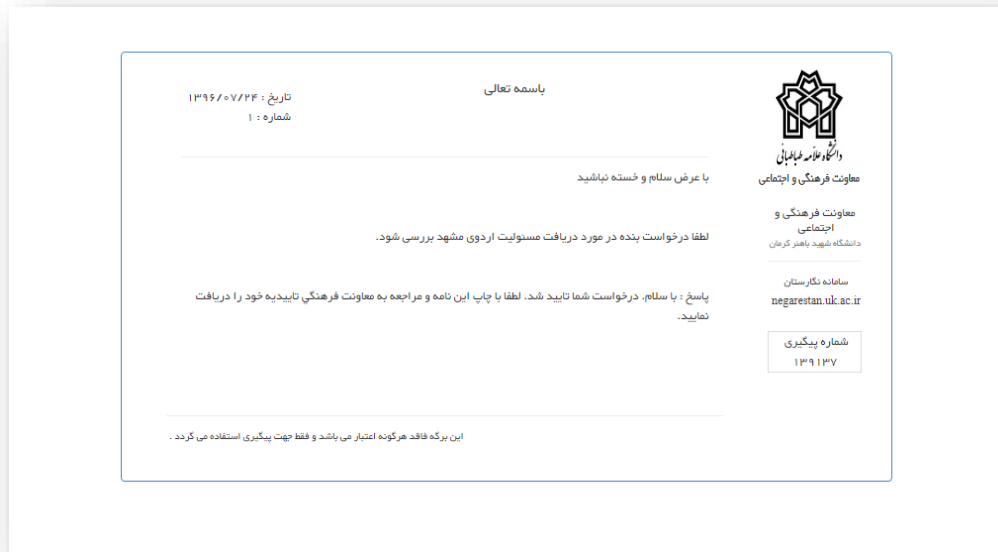 باسمه تعالی
تاریخ : ۱۳۹۶/۰۷/۲۴
شماره : ۱
دانشگاه علامه طباطبائی
معاونت فرهنگی و اجتماعی
معاونت فرهنگی و
اجتماعی
دانشگاه شهید باهنر کرمان
سامانه نگارستان
negarestan.uk.ac.ir
شماره پیگیری
۱۳۹۱۳۷
با عرض سلام و خسته نباشید
لطفا درخواست بنده در مورد دریافت مسئولیت اردوی مشهد بررسی شود.
پاسخ : با سلام. درخواست شما تایید شد. لطفا با چاپ این نامه و مراجعه به معاونت فرهنگي تاییدیه خود را دریافت
نمایید.
این برگه فاقد هرگونه اعتبار می باشد و فقط جهت پیگیری استفاده می گردد .